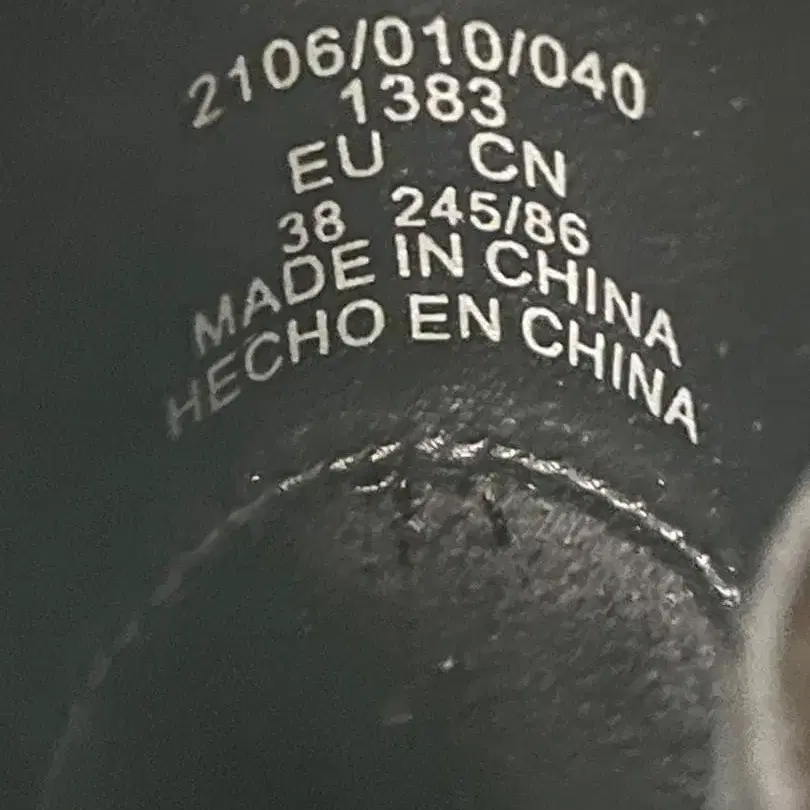 2106/010/040
1383
EU CN
38 245/86
MADE IN CHINA
HECHO EN CHINA